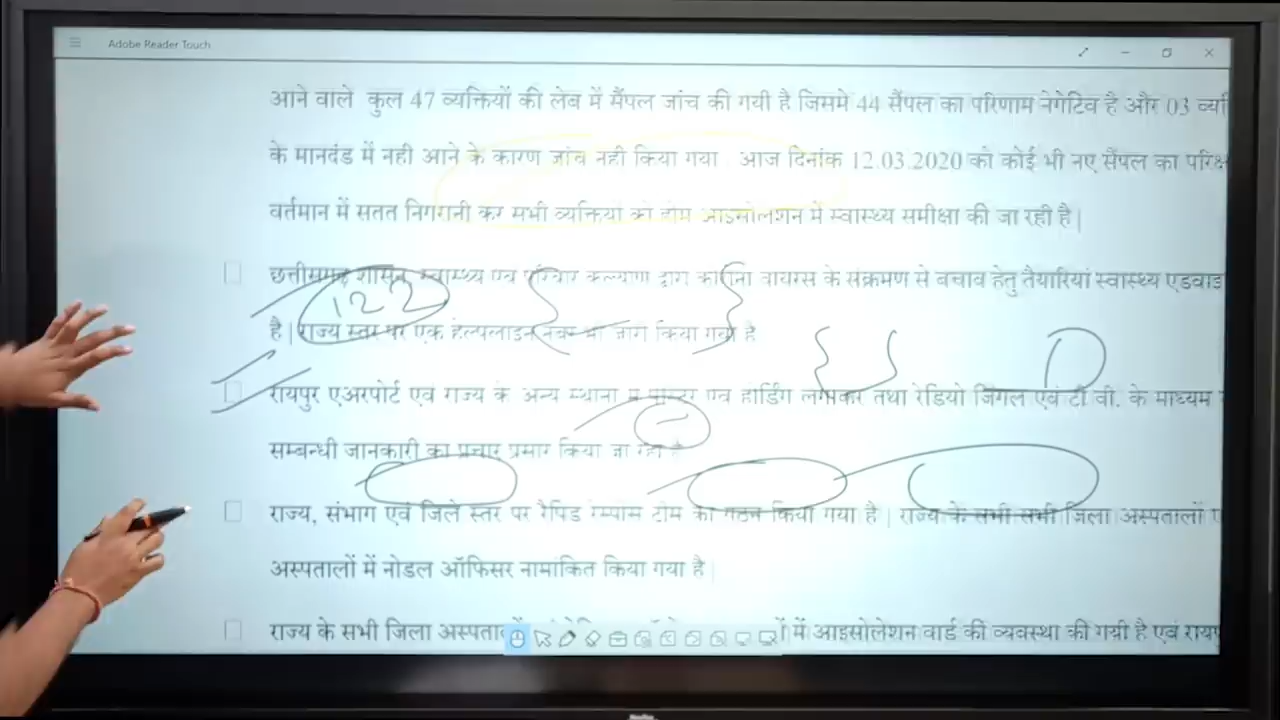 Adobe Reader Touch
आने वाले कुल 47 व्यक्तियों की लेब में सैंपल जांच की गयी है जिसमे 44 सैंपल का परिणाम नेगेटिव है और 03
के मानदंड में नही आने के कारण जांच नही किया गया . आज दिनांक 12.03.2020 को कोई भी नए सैंपल का
वर्तमान में सतत निगरानी कर सभी व्यक्तियों को होम आइसोलेशन में स्वास्थ्य समीक्षा की जा रही है |
छत्तीसगढ़ शासन, स्वास्थ्य एवं परिवार कल्याण द्वारा कोरोना वायरस के संक्रमण से बचाव हेतु तैयारियां स्वास्थ्य
122
है | राज्य स्तर पर एक हेल्पलाइन नंबर भी जारी किया गया है
रायपुर एअरपोर्ट एवं राज्य के अन्य स्थानो में पोस्टर एवं होर्डिंग लगाकर तथा रेडियो जिंगल एवं टी.वी. के माध्यम
सम्बन्धी जानकारी का प्रचार प्रसार किया जा रहा है
राज्य, संभाग एवं जिले स्तर पर रैपिड रेस्पोंस टीम का गठन किया गया है | राज्य के सभी सभी जिला अस्पतालों
अस्पतालों में नोडल ऑफिसर नामांकित किया गया है |
राज्य के सभी जिला में आइसोलेशन वार्ड की व्यवस्था की गयी है एवं